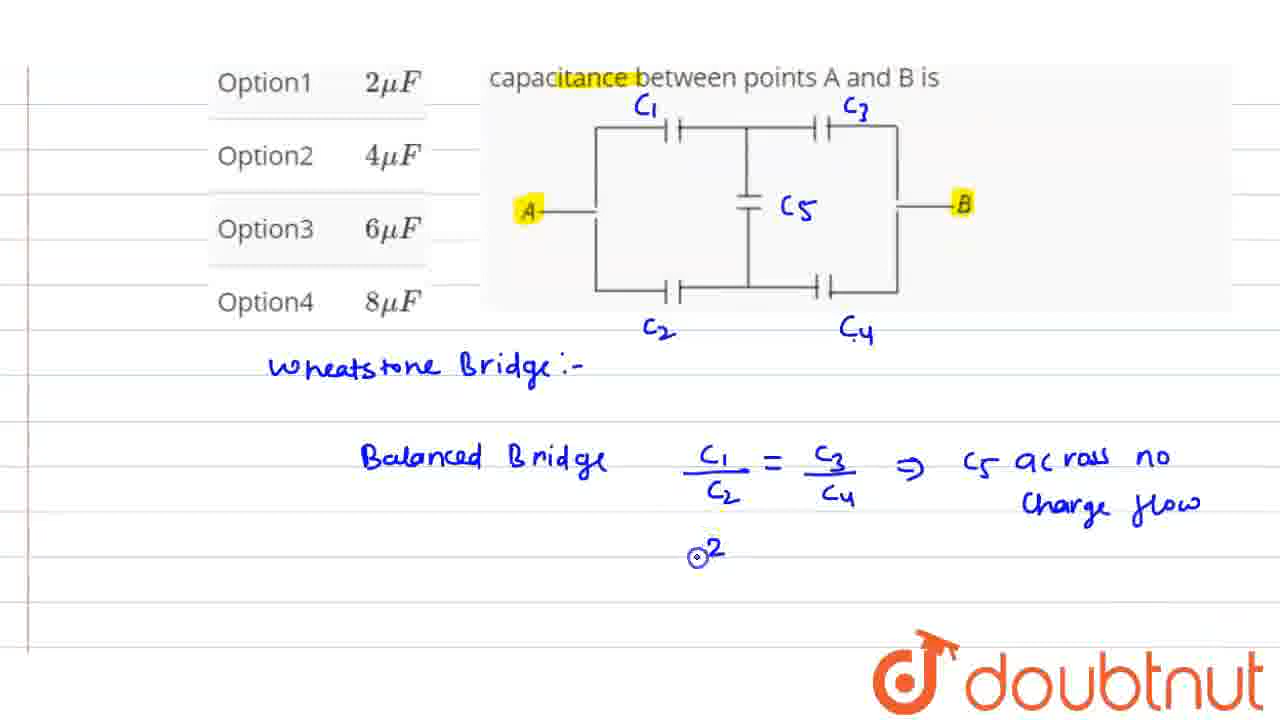 Option1 2μF
Option2 4μF
Option3 6μF
Option4 8μF
capacitance between points A and B is
C1 C3
A C5 B
C2 C4
Wheatstone Bridge :-
Balanced Bridge C1/C2 = C3/C4 ⇒ C5 across no
Charge flow
2
doubtnut